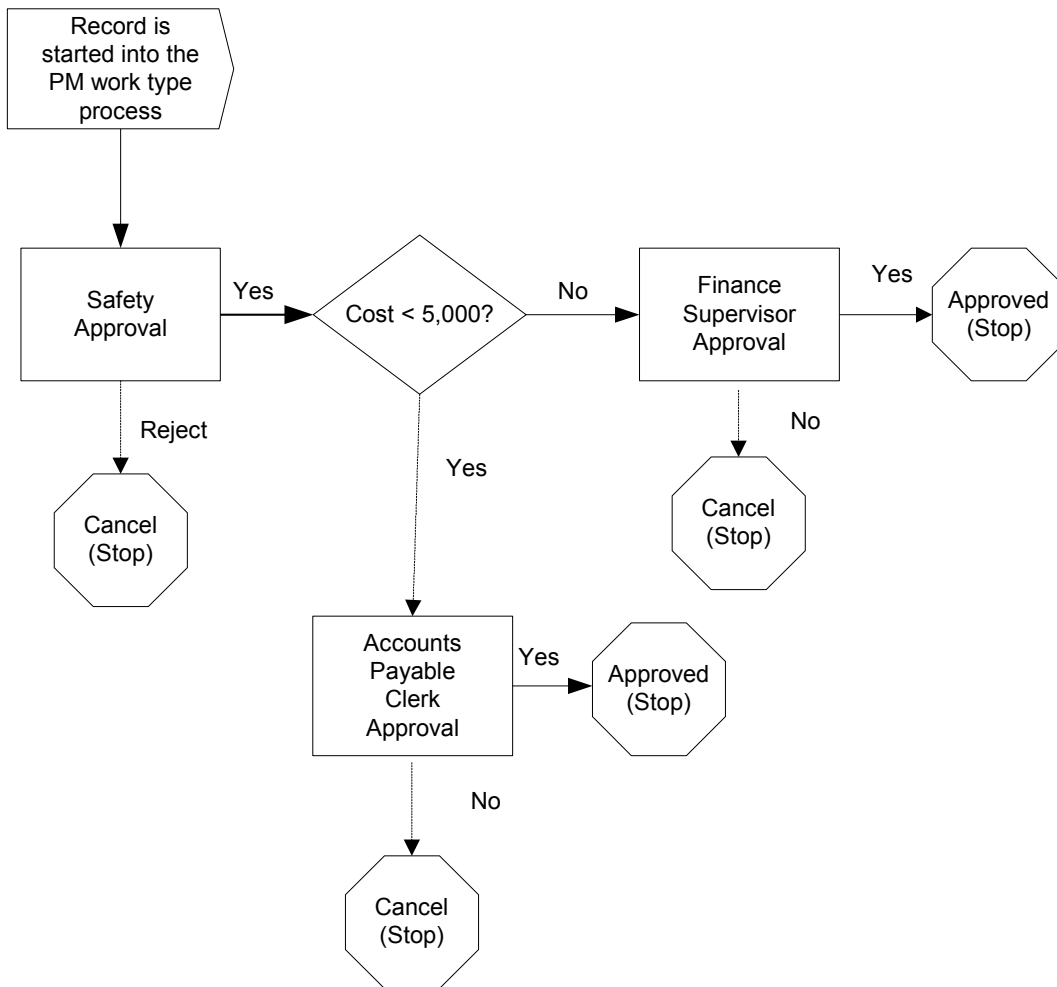 Record is
started into the
PM work type
process
Safety
Approval
Yes
Cost < 5,000?
No
Finance
Supervisor
Approval
Yes
Approved
(Stop)
Reject
Cancel
(Stop)
Yes
No
Cancel
(Stop)
Accounts
Payable
Clerk
Approval
Yes
Approved
(Stop)
No
Cancel
(Stop)